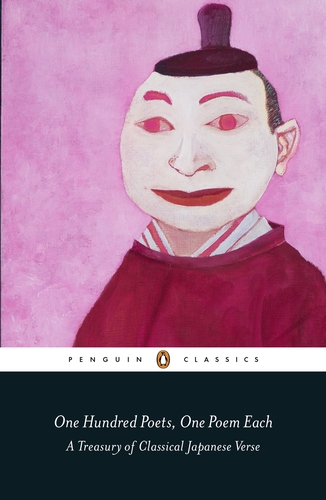 PENGUIN CLASSICS
One Hundred Poets, One Poem Each
A Treasury of Classical Japanese Verse